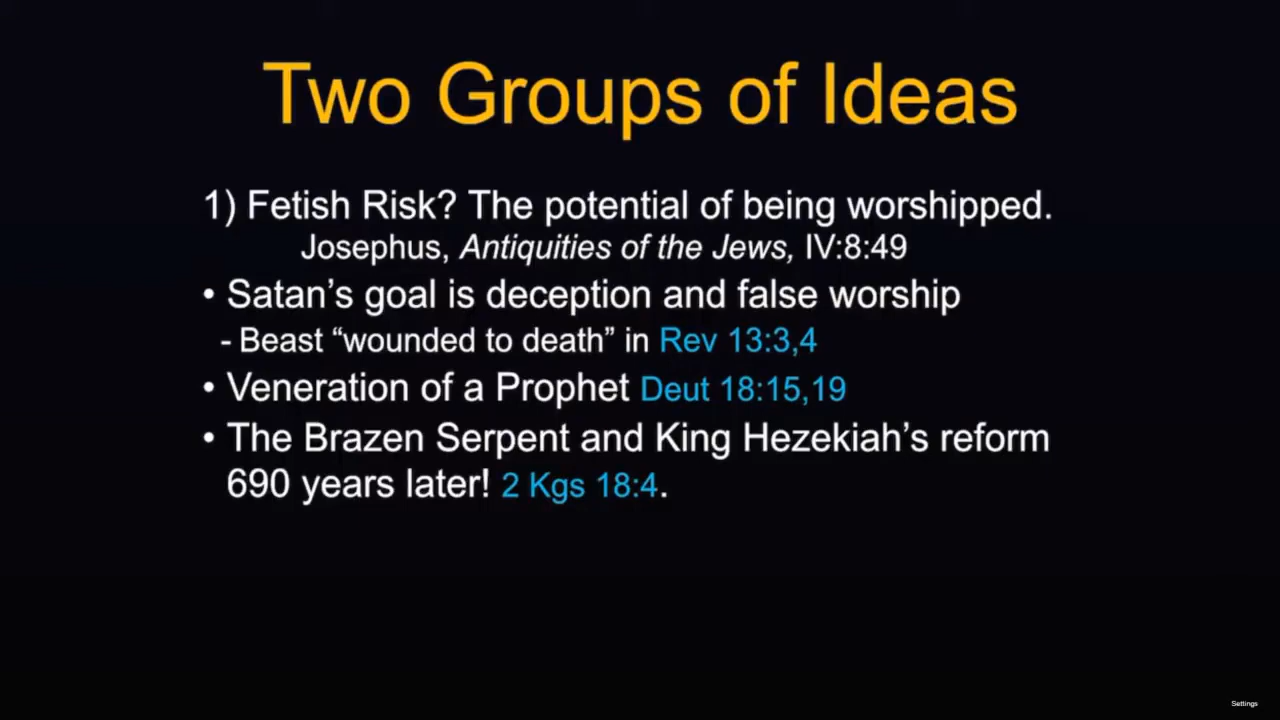 Two Groups of Ideas
1) Fetish Risk? The potential of being worshipped.
Josephus, Antiquities of the Jews, IV:8:49
• Satan’s goal is deception and false worship
- Beast “wounded to death” in Rev 13:3,4
• Veneration of a Prophet Deut 18:15,19
• The Brazen Serpent and King Hezekiah’s reform
690 years later! 2 Kgs 18:4.
Settings